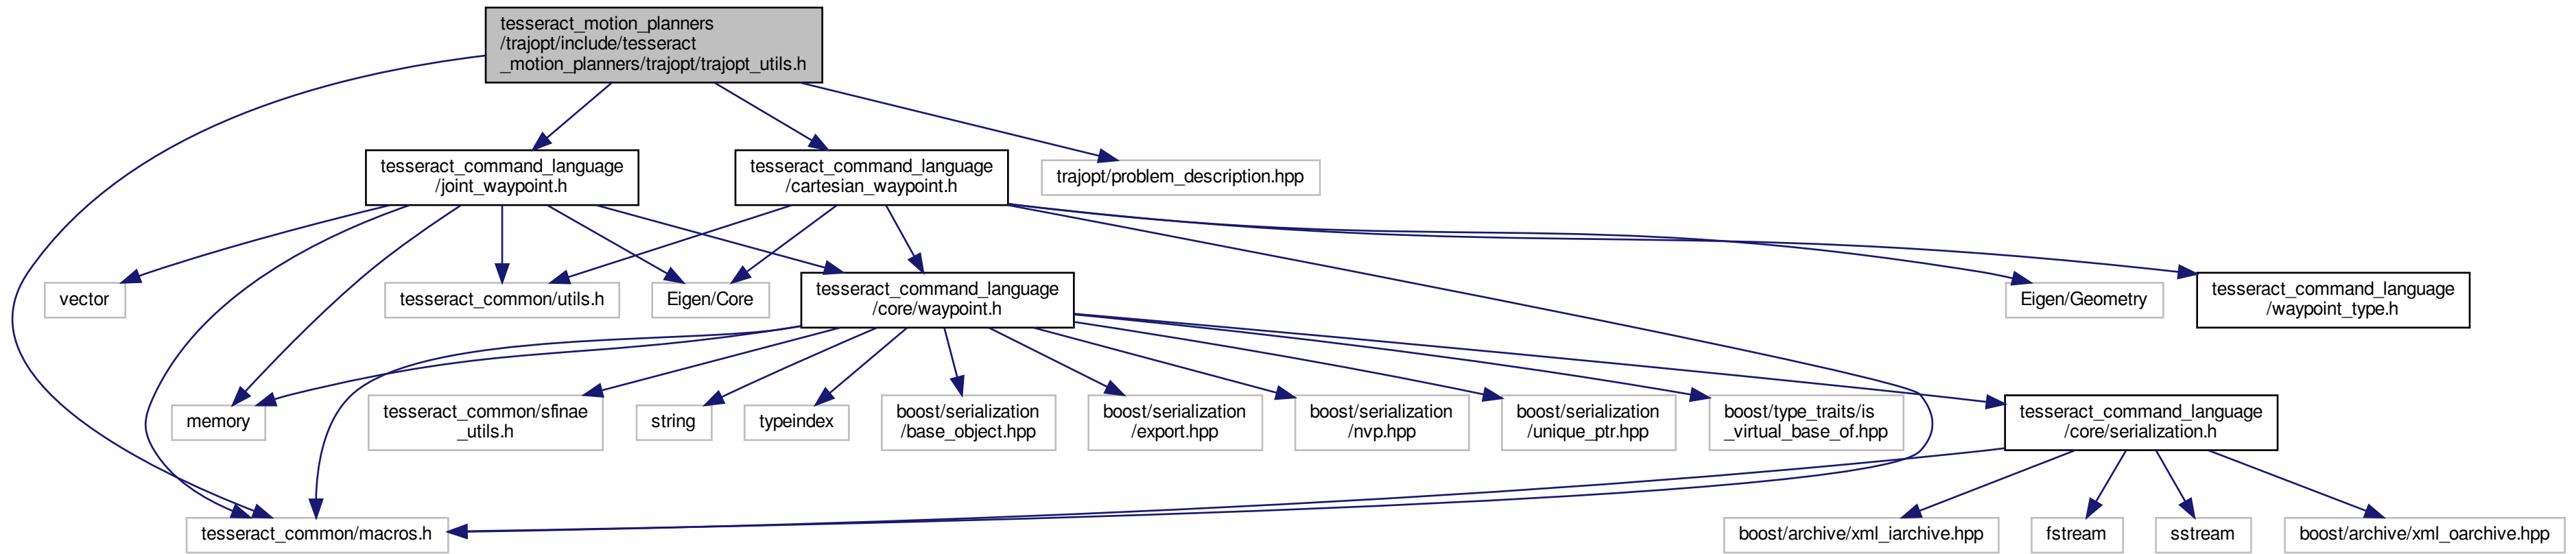 tesseract_motion_planners
/trajopt/include/tesseract
_motion_planners/trajopt/trajopt_utils.h
tesseract_command_language
/joint_waypoint.h
tesseract_command_language
/cartesian_waypoint.h
trajopt/problem_description.hpp
vector
tesseract_common/utils.h
Eigen/Core
tesseract_command_language
/core/waypoint.h
Eigen/Geometry
tesseract_command_language
/waypoint_type.h
memory
tesseract_common/sfinae
_utils.h
string
typeindex
boost/serialization
/base_object.hpp
boost/serialization
/export.hpp
boost/serialization
/nvp.hpp
boost/serialization
/unique_ptr.hpp
boost/type_traits/is
_virtual_base_of.hpp
tesseract_command_language
/core/serialization.h
tesseract_common/macros.h
boost/archive/xml_iarchive.hpp
fstream
sstream
boost/archive/xml_oarchive.hpp